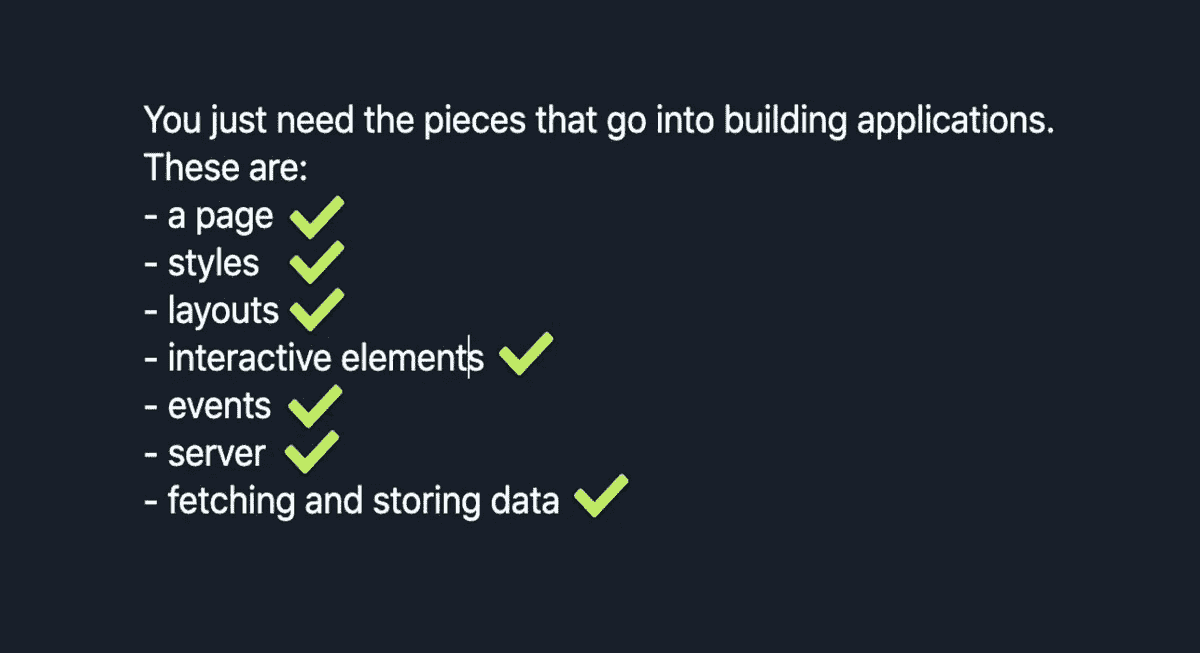 You just need the pieces that go into building applications.
These are:
- a page
- styles
- layouts
- interactive elements
- events
- server
- fetching and storing data